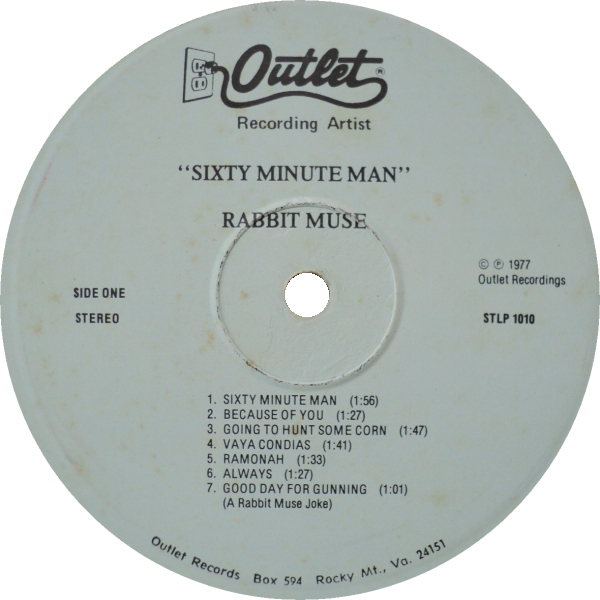 Outlet®
Recording Artist
"SIXTY MINUTE MAN"
RABBIT MUSE
SIDE ONE
STEREO
© ℗ 1977
Outlet Recordings
STLP 1010
1. SIXTY MINUTE MAN (1:56)
2. BECAUSE OF YOU (1:27)
3. GOING TO HUNT SOME CORN (1:47)
4. VAYA CONDIAS (1:41)
5. RAMONAH (1:33)
6. ALWAYS (1:27)
7. GOOD DAY FOR GUNNING (1:01)
(A Rabbit Muse Joke)
Outlet Records Box 594 Rocky Mt., Va. 24151